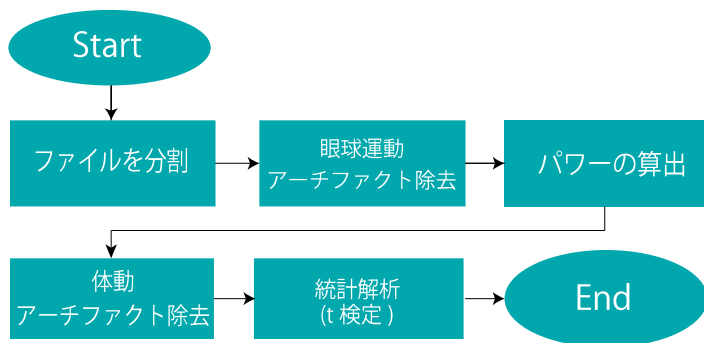 Start
ファイルを分割
眼球運動
アーチファクト除去
パワーの算出
体動
アーチファクト除去
統計解析
(t 検定 )
End